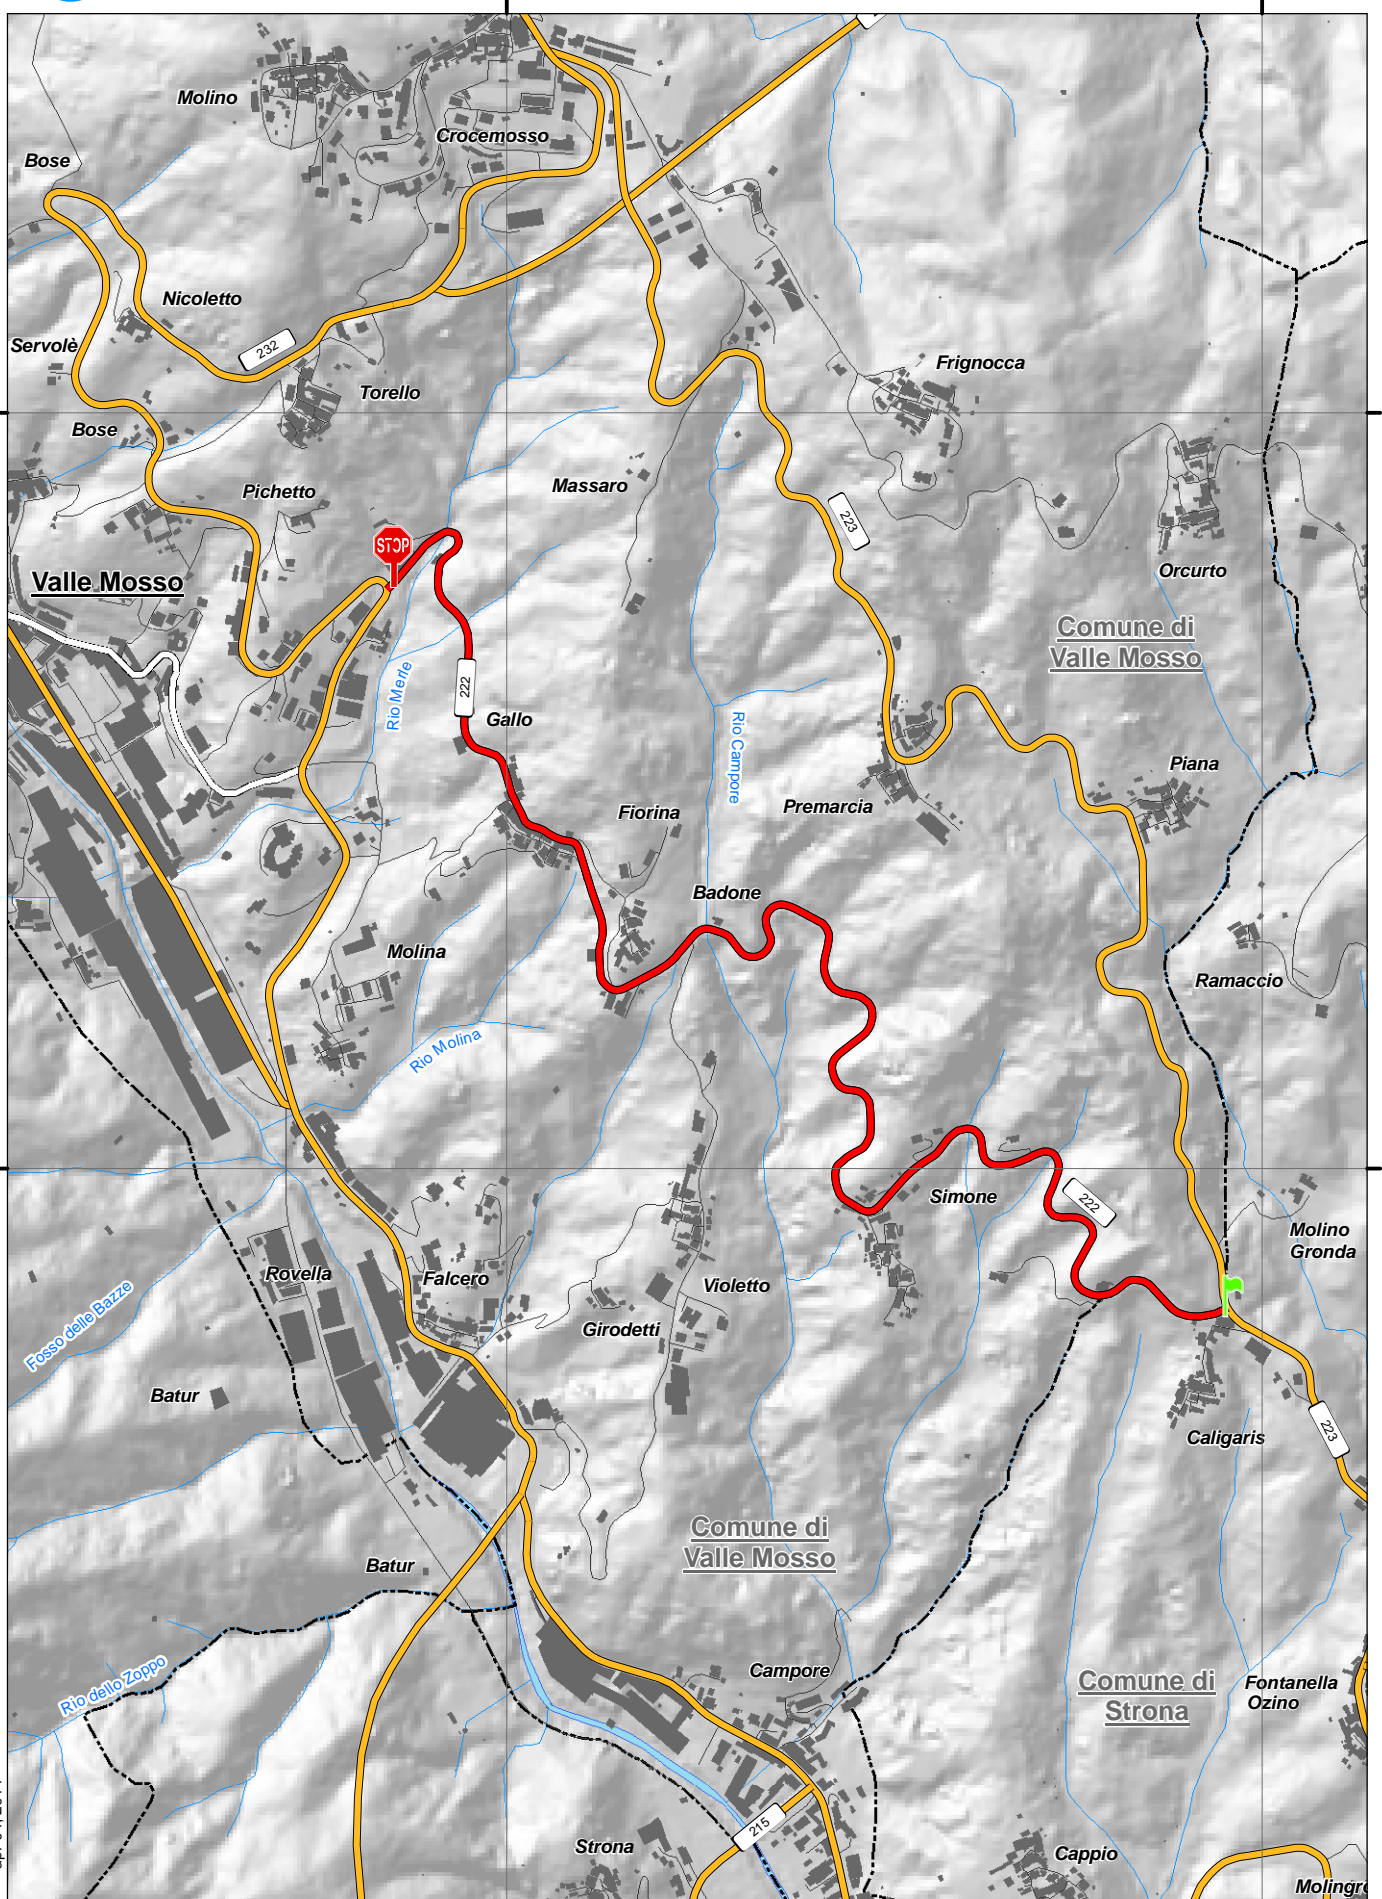 Molino
Crocemosso
Bose
Nicoletto
Servolè
232
Torello
Frignocca
Bose
Massaro
Pichetto
223
STOP
Valle Mosso
Orcurto
Comune di
Valle Mosso
Rio Merle
222
Gallo
Rio Campore
Piana
Premarcia
Fiorina
Badone
Molina
Ramaccio
Rio Molina
Simone
222
Molino
Gronda
Rovella
Falcero
Violetto
Fosso delle Bazze
Girodetti
Batur
Caligaris
223
Comune di
Valle Mosso
Batur
Campore
Rio dello Zoppo
Comune di
Strona
Fontanella
Ozino
215
Strona
Cappio